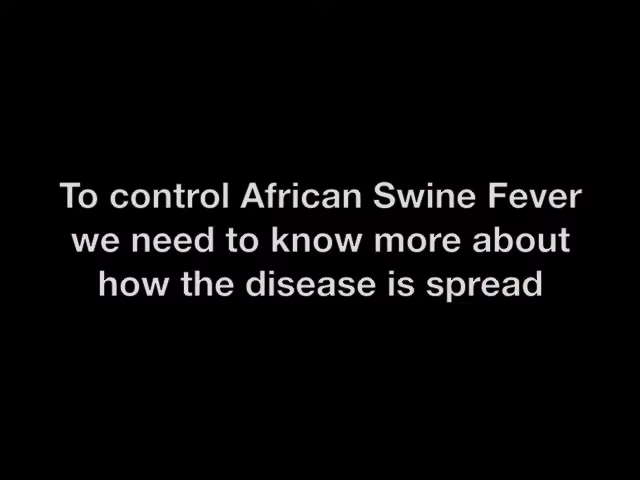 To control African Swine Fever
we need to know more about
how the disease is spread